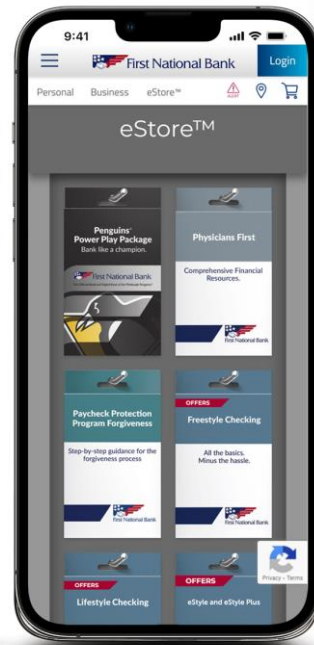 9:41
First National Bank
Login
Personal Business eStore™
ALERT
eStore™
Penguins®
Power Play Package
Bank like a champion.
First National Bank
Physicians First
Comprehensive Financial
Resources.
First National Bank
Paycheck Protection
Program Forgiveness
Step-by-step guidance for the
forgiveness process
First National Bank
OFFERS
Freestyle Checking
All the basics.
Minus the hassle.
First National Bank
OFFERS
Lifestyle Checking
OFFERS
eStyle and eStyle Plus
Privacy - Terms